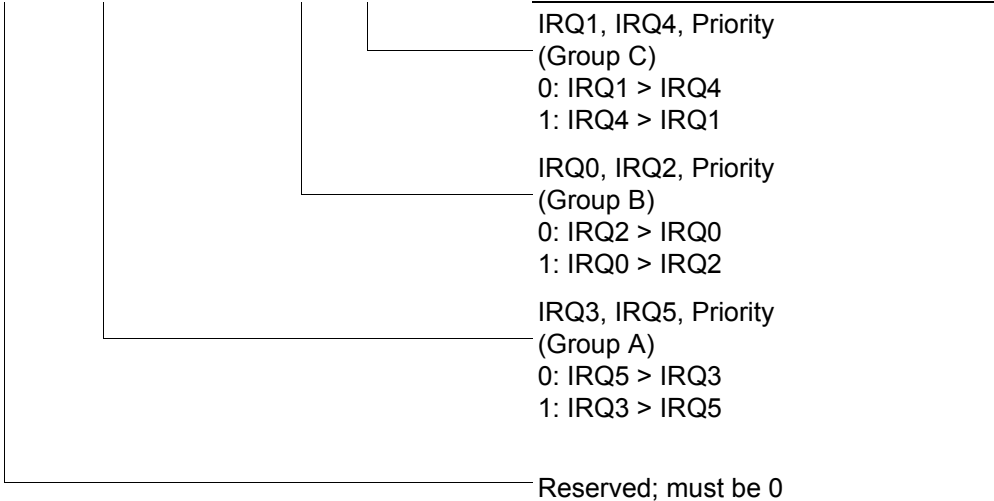 IRQ1, IRQ4, Priority
(Group C)
0: IRQ1 > IRQ4
1: IRQ4 > IRQ1
IRQ0, IRQ2, Priority
(Group B)
0: IRQ2 > IRQ0
1: IRQ0 > IRQ2
IRQ3, IRQ5, Priority
(Group A)
0: IRQ5 > IRQ3
1: IRQ3 > IRQ5
Reserved; must be 0